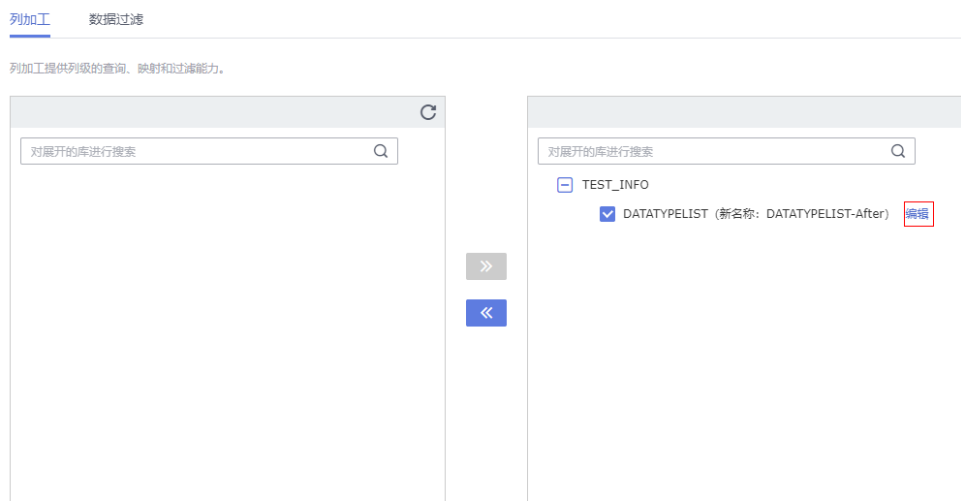 列加工 数据过滤
列加工提供列级的查询、映射和过滤能力。
对展开的库进行搜索
对展开的库进行搜索
TEST_INFO
DATATYPELIST（新名称：DATATYPELIST-After） 编辑